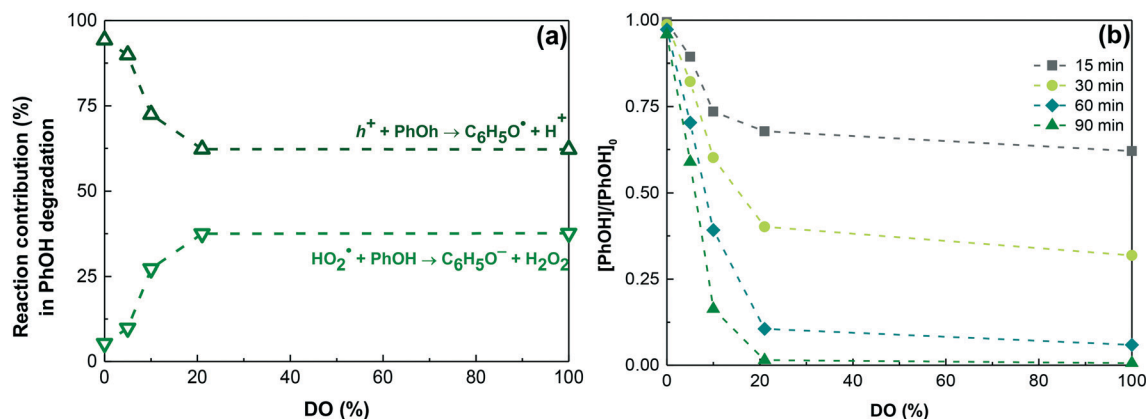 (a)
100
75
50
25
0
Reaction contribution (%)
in PhOH degradation
h⁺ + PhOh → C₆H₅O• + H⁺
HO₂• + PhOH → C₆H₅O⁻ + H₂O₂
0 20 40 60 80 100
DO (%)
(b)
1.00
0.75
0.50
0.25
0.00
[PhOH]/[PhOH]₀
15 min
30 min
60 min
90 min
0 20 40 60 80 100
DO (%)